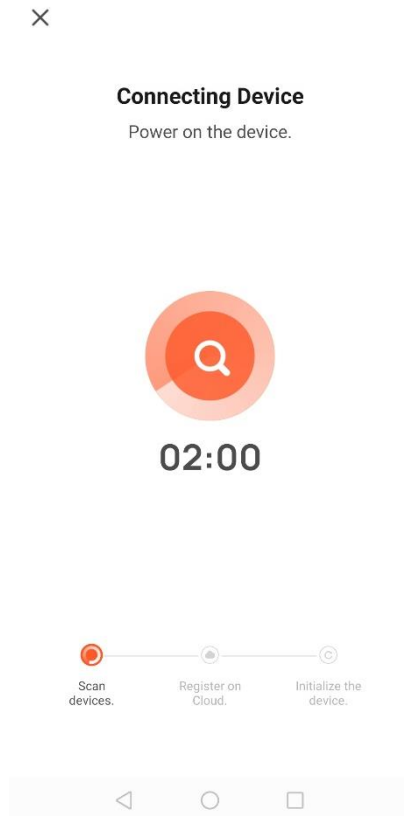 Connecting Device
Power on the device.
02:00
Scan
devices.
Register on
Cloud.
Initialize the
device.